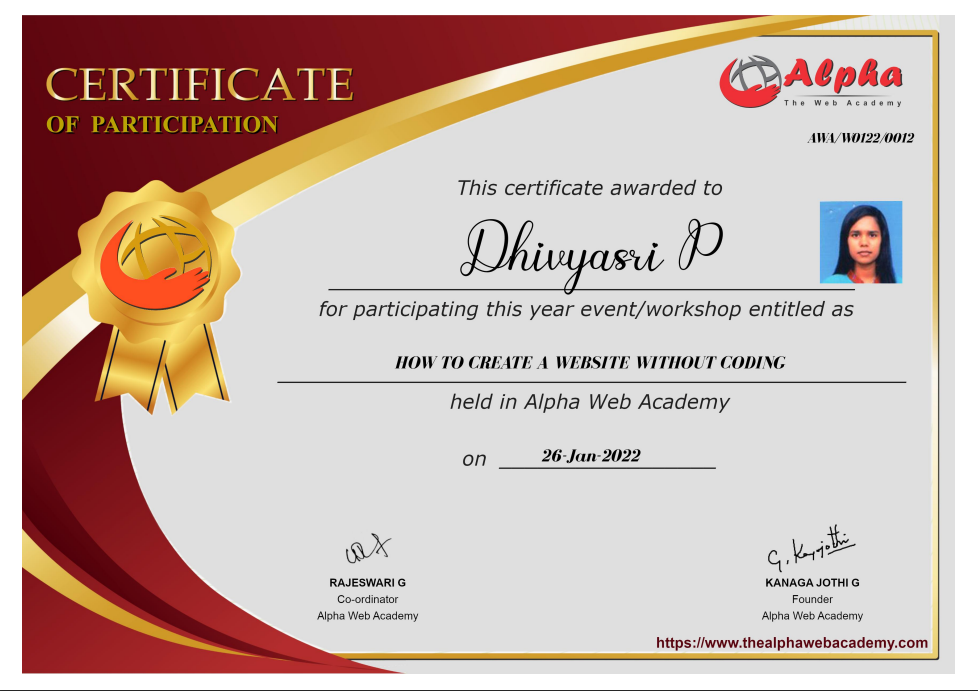 CERTIFICATE
OF PARTICIPATION
Alpha
The Web Academy
AWA/W0122/0012
This certificate awarded to
Dhivyasri P
for participating this year event/workshop entitled as
HOW TO CREATE A WEBSITE WITHOUT CODING
held in Alpha Web Academy
on 26-Jan-2022
G. Kanagajothi
RAJESWARI G
Co-ordinator
Alpha Web Academy
KANAGA JOTHI G
Founder
Alpha Web Academy
https://www.thealphawebacademy.com